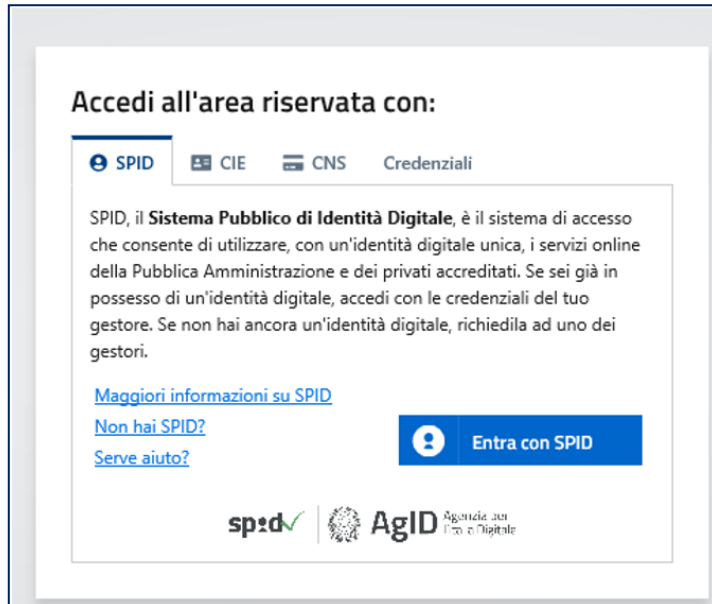 Accedi all'area riservata con:
SPID CIE CNS Credenziali
SPID, il Sistema Pubblico di Identità Digitale, è il sistema di accesso
che consente di utilizzare, con un'identità digitale unica, i servizi online
della Pubblica Amministrazione e dei privati accreditati. Se sei già in
possesso di un'identità digitale, accedi con le credenziali del tuo
gestore. Se non hai ancora un'identità digitale, richiedila ad uno dei
gestori.
Maggiori informazioni su SPID
Non hai SPID?
Entra con SPID
Serve aiuto?
spid AgID Agenzia per